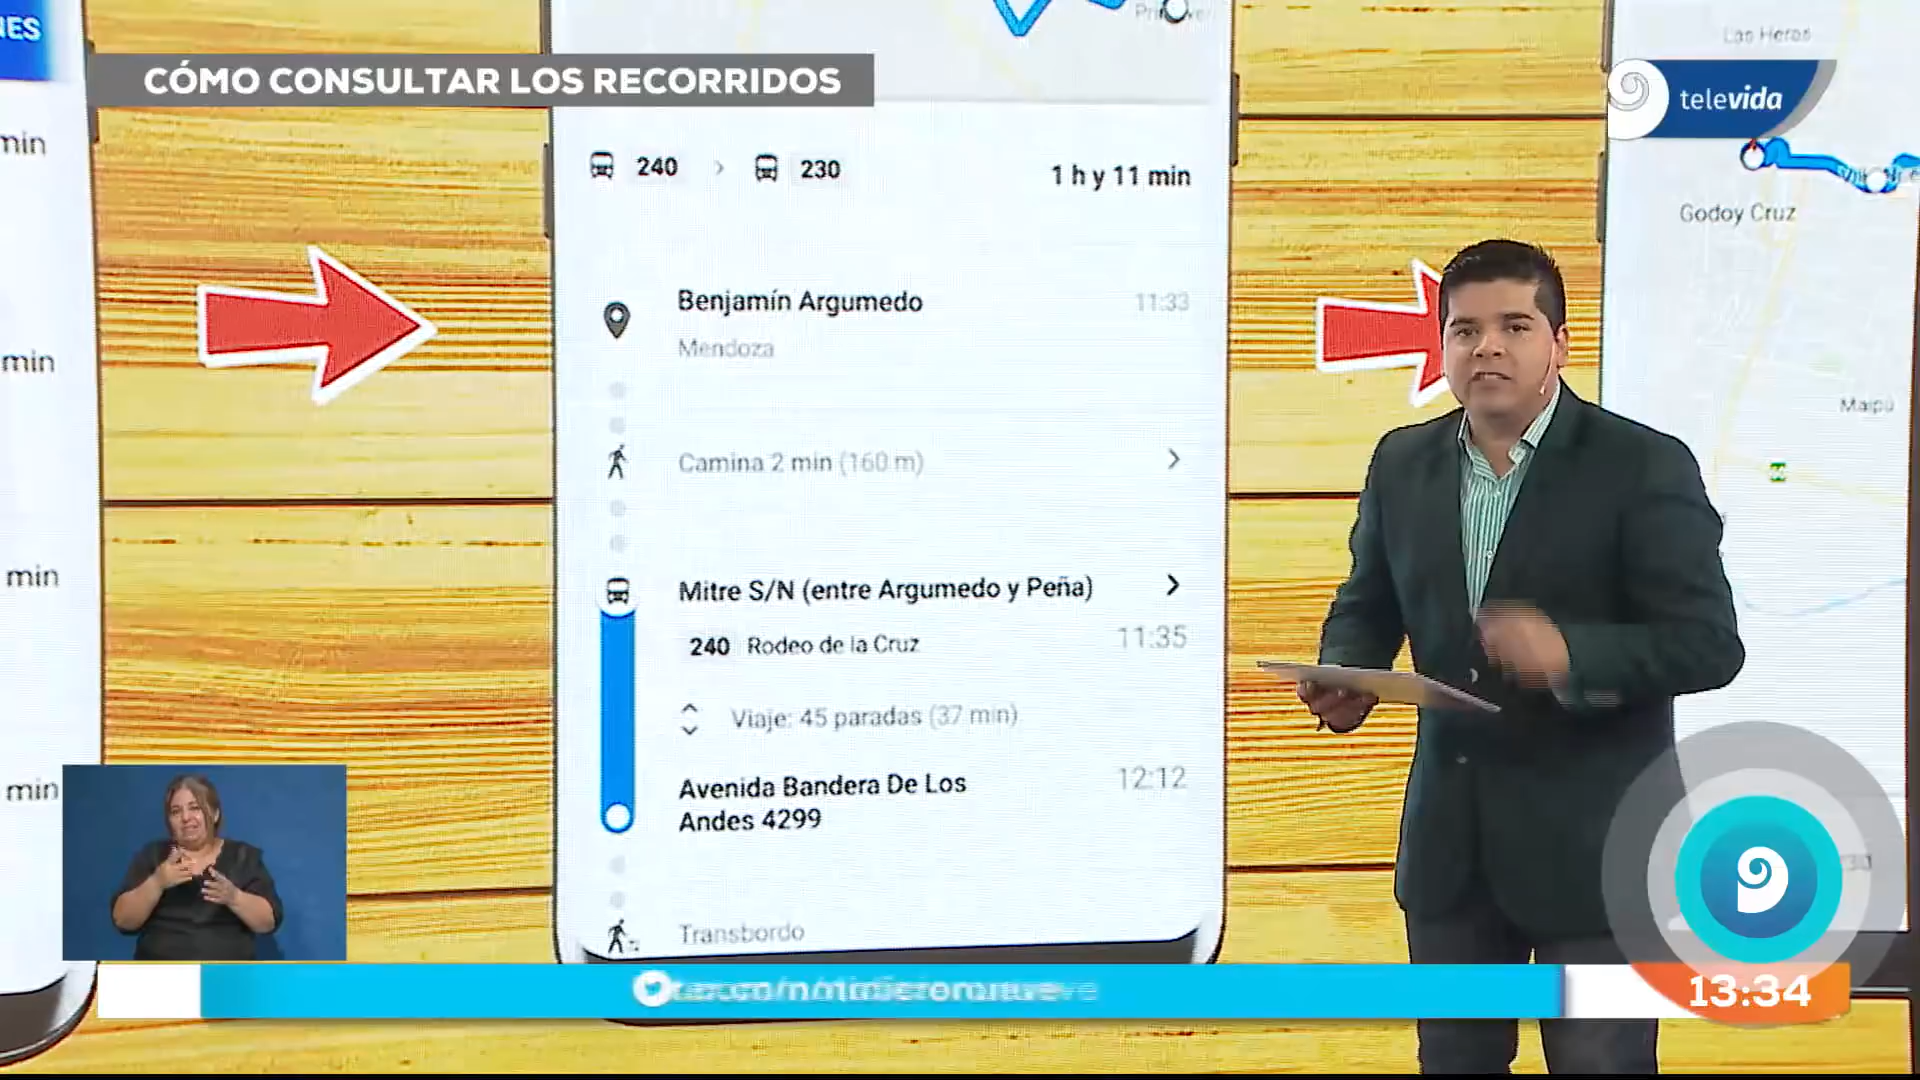 NES
CÓMO CONSULTAR LOS RECORRIDOS
Las Heras
televida
min
240 > 230
1 h y 11 min
Godoy Cruz
Benjamín Argumedo
11:33
Mendoza
min
Maipú
Camina 2 min (160 m)
min
Mitre S/N (entre Argumedo y Peña)
240 Rodeo de la Cruz
11:35
Viaje: 45 paradas (37 min)
min
Avenida Bandera De Los
Andes 4299
12:12
Transbordo
9
13:34